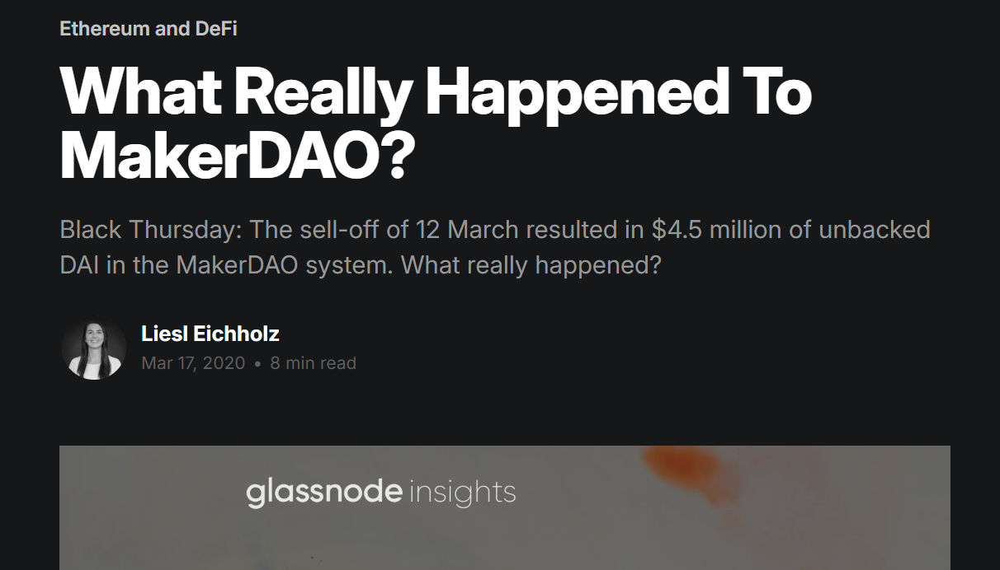 Ethereum and DeFi
What Really Happened To
MakerDAO?
Black Thursday: The sell-off of 12 March resulted in $4.5 million of unbacked
DAI in the MakerDAO system. What really happened?
Liesl Eichholz
Mar 17, 2020 • 8 min read
glassnode insights